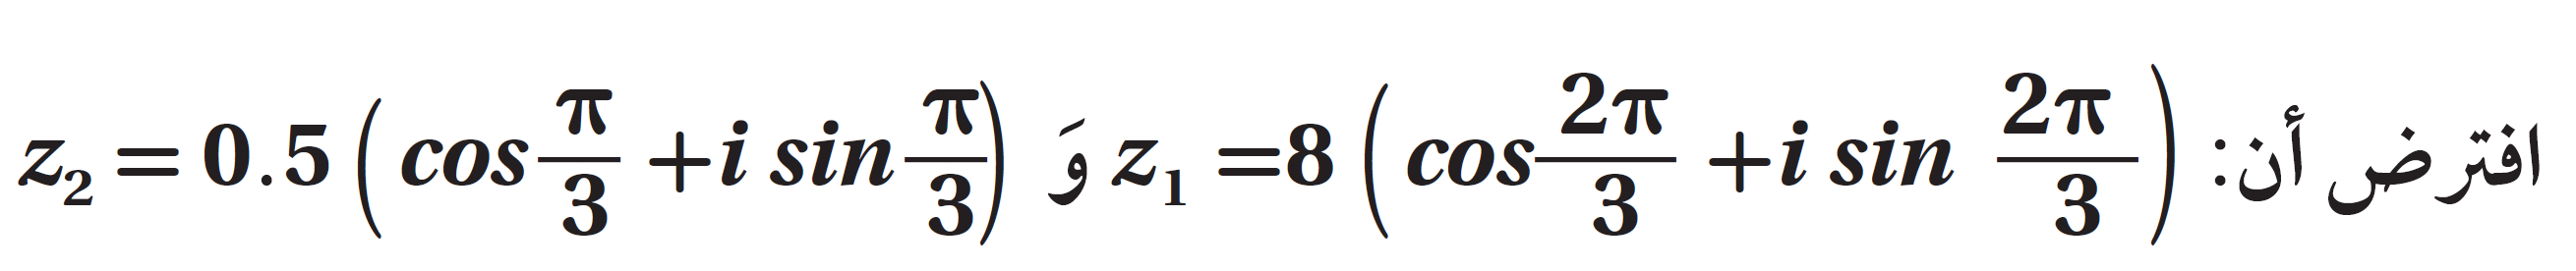 افترض أن: z₁ = 8 ( cos 2π/3 + i sin 2π/3 ) وَ z₂ = 0.5 ( cos π/3 + i sin π/3 )